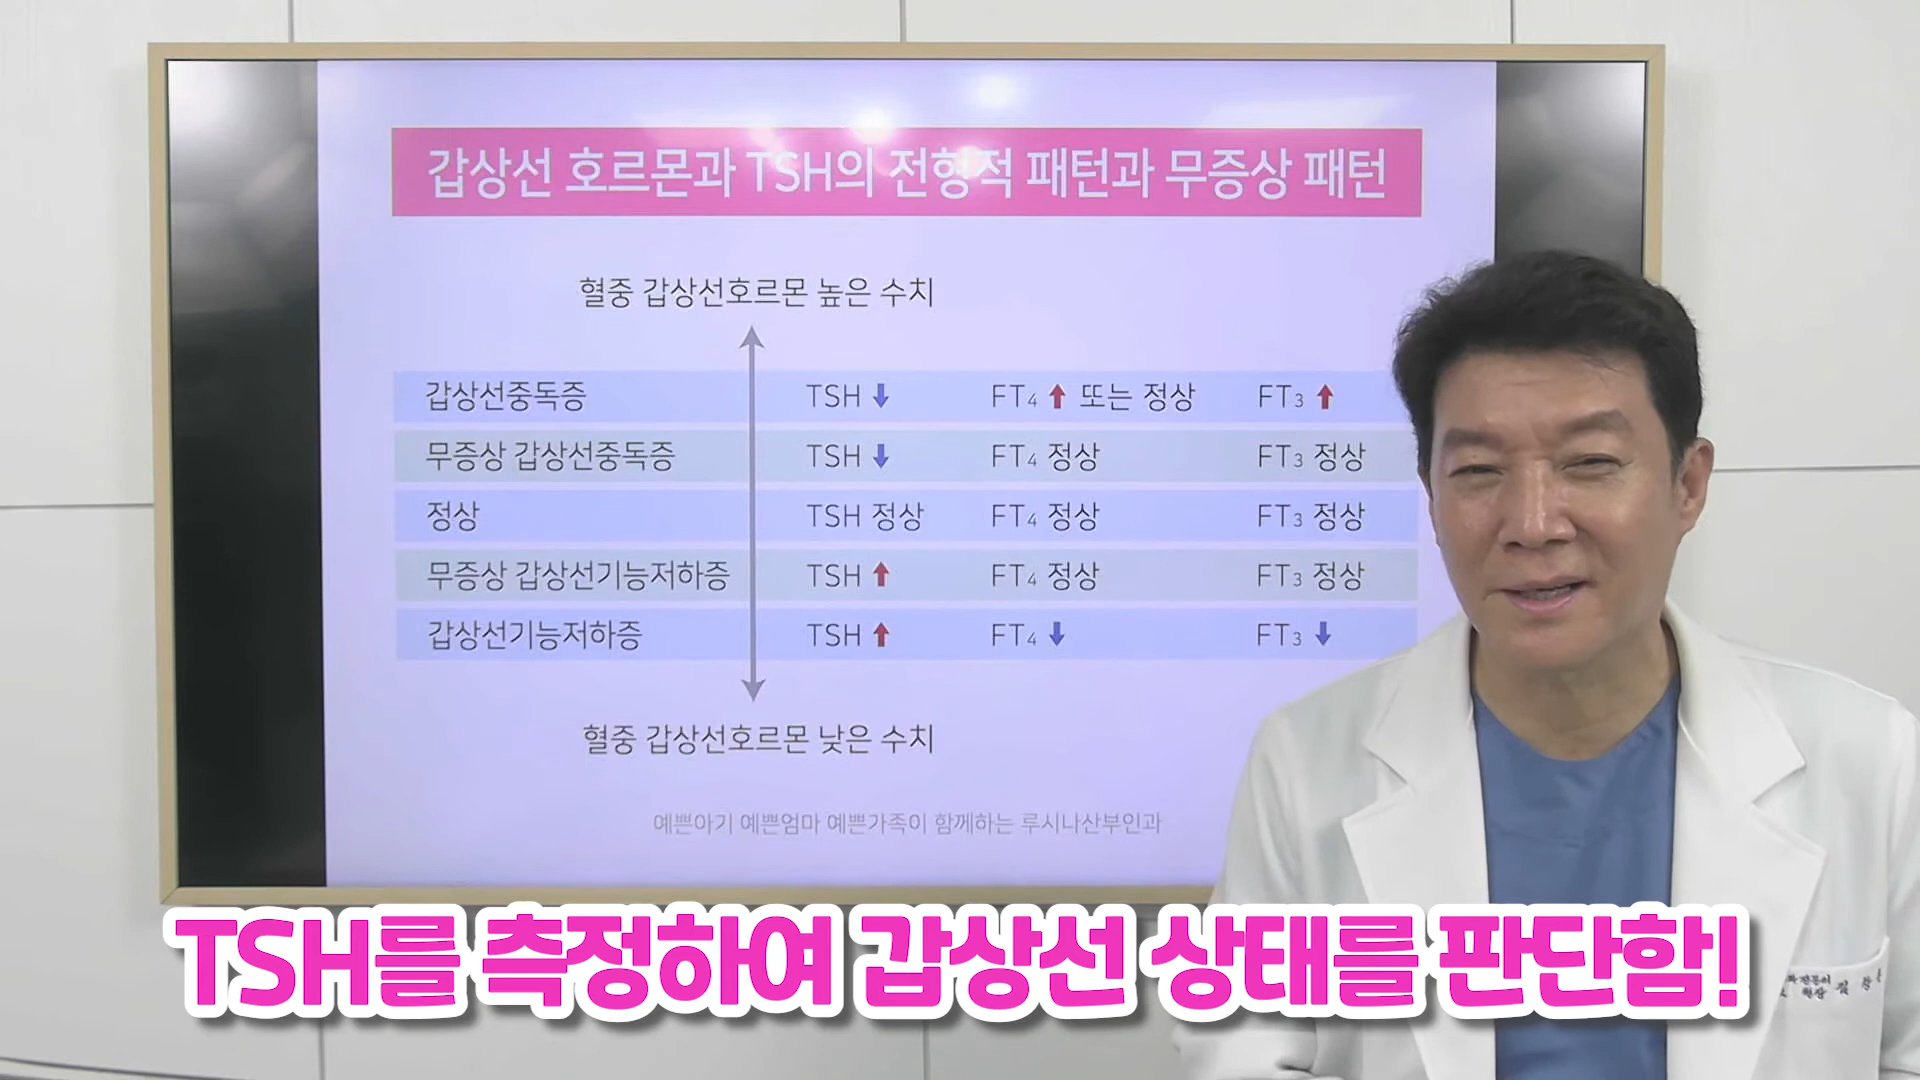 갑상선 호르몬과 TSH의 전형적 패턴과 무증상 패턴
혈중 갑상선호르몬 높은 수치
갑상선중독증 TSH ↓ FT4 ↑ 또는 정상 FT3 ↑
무증상 갑상선중독증 TSH ↓ FT4 정상 FT3 정상
정상 TSH 정상 FT4 정상 FT3 정상
무증상 갑상선기능저하증 TSH ↑ FT4 정상 FT3 정상
갑상선기능저하증 TSH ↑ FT4 ↓ FT3 ↓
혈중 갑상선호르몬 낮은 수치
예쁜아기 예쁜엄마 예쁜가족이 함께하는 루시나산부인과
TSH를 측정하여 갑상선 상태를 판단함!